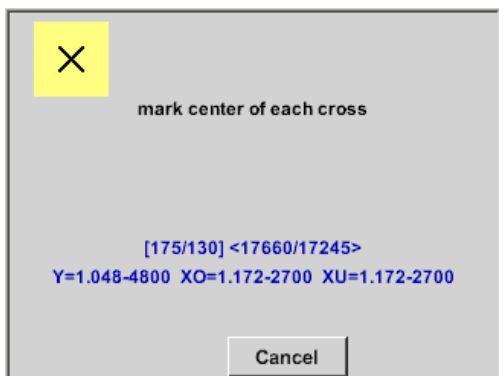 mark center of each cross
[175/130] <17660/17245>
Y=1.048-4800 XO=1.172-2700 XU=1.172-2700
Cancel